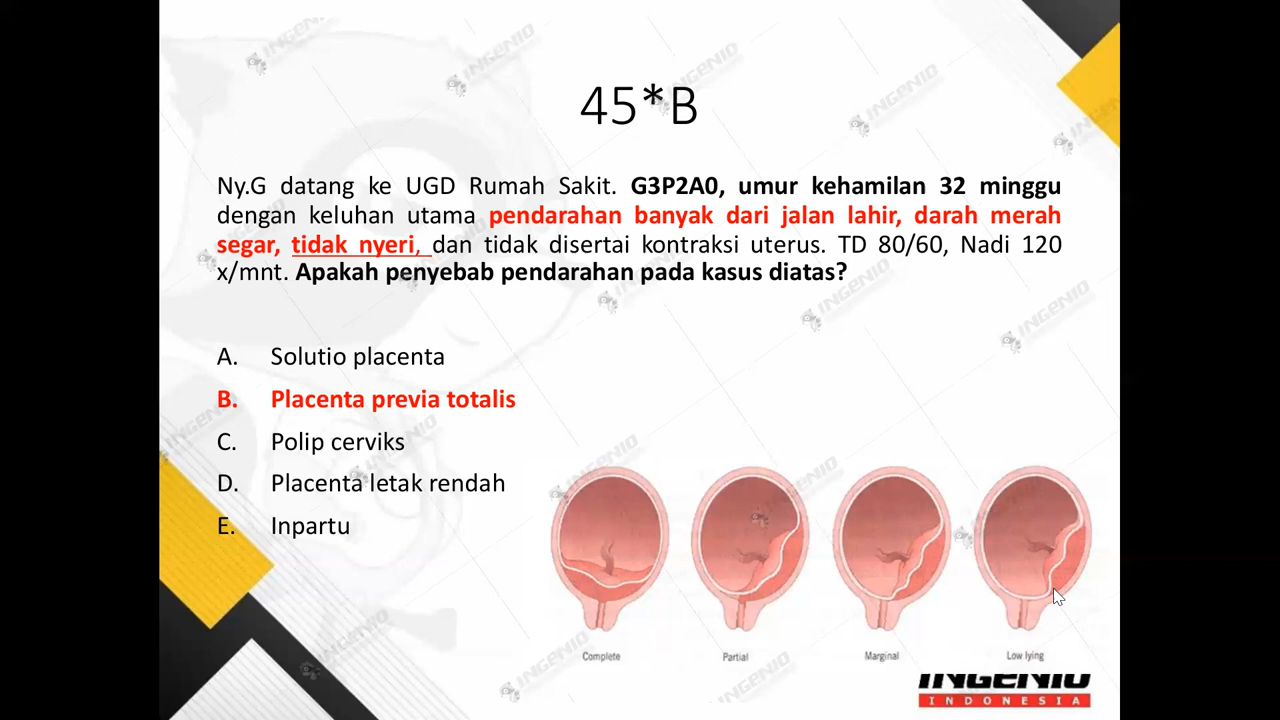 45*B
Ny.G datang ke UGD Rumah Sakit. G3P2A0, umur kehamilan 32 minggu
dengan keluhan utama pendarahan banyak dari jalan lahir, darah merah
segar, tidak nyeri, dan tidak disertai kontraksi uterus. TD 80/60, Nadi 120
x/mnt. Apakah penyebab pendarahan pada kasus diatas?
A. Solutio placenta
B. Placenta previa totalis
C. Polip cerviks
D. Placenta letak rendah
E. Inpartu
Complete Partial Marginal Low lying
INGENIO
INDONESIA